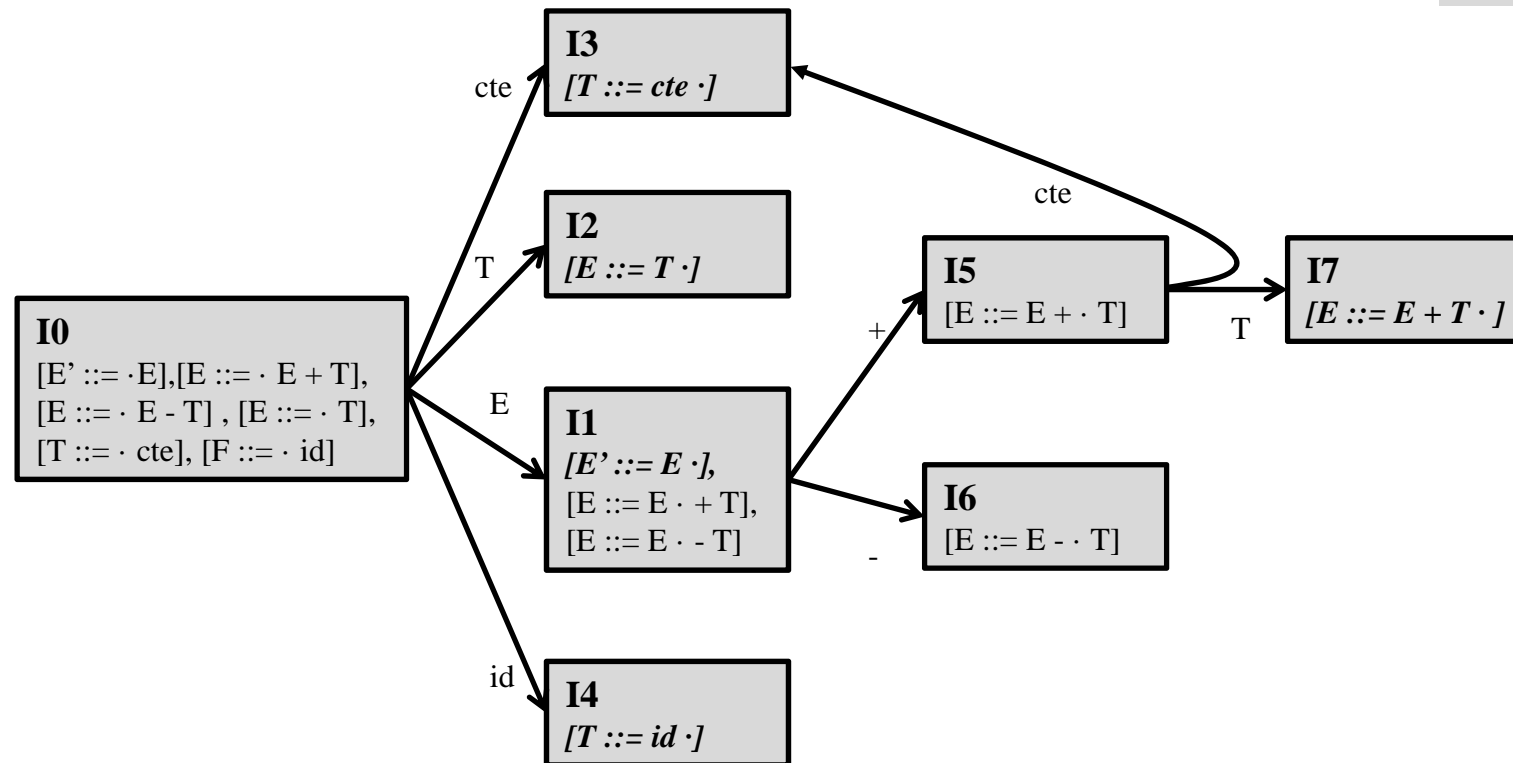 I3
[T ::= cte ·]
cte
cte
I2
[E ::= T ·]
T
I5
[E ::= E + · T]
I7
[E ::= E + T · ]
T
+
I0
[E’ ::= ·E],[E ::= · E + T],
[E ::= · E - T] , [E ::= · T],
[T ::= · cte], [F ::= · id]
E
I1
[E’ ::= E ·],
[E ::= E · + T],
[E ::= E · - T]
I6
[E ::= E - · T]
-
id
I4
[T ::= id ·]